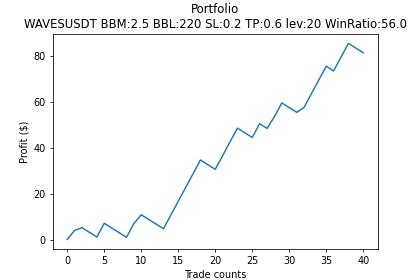 Portfolio
WAVESUSDT BBM:2.5 BBL:220 SL:0.2 TP:0.6 lev:20 WinRatio:56.0
80
60
40
20
0
Profit ($)
0 5 10 15 20 25 30 35 40
Trade counts